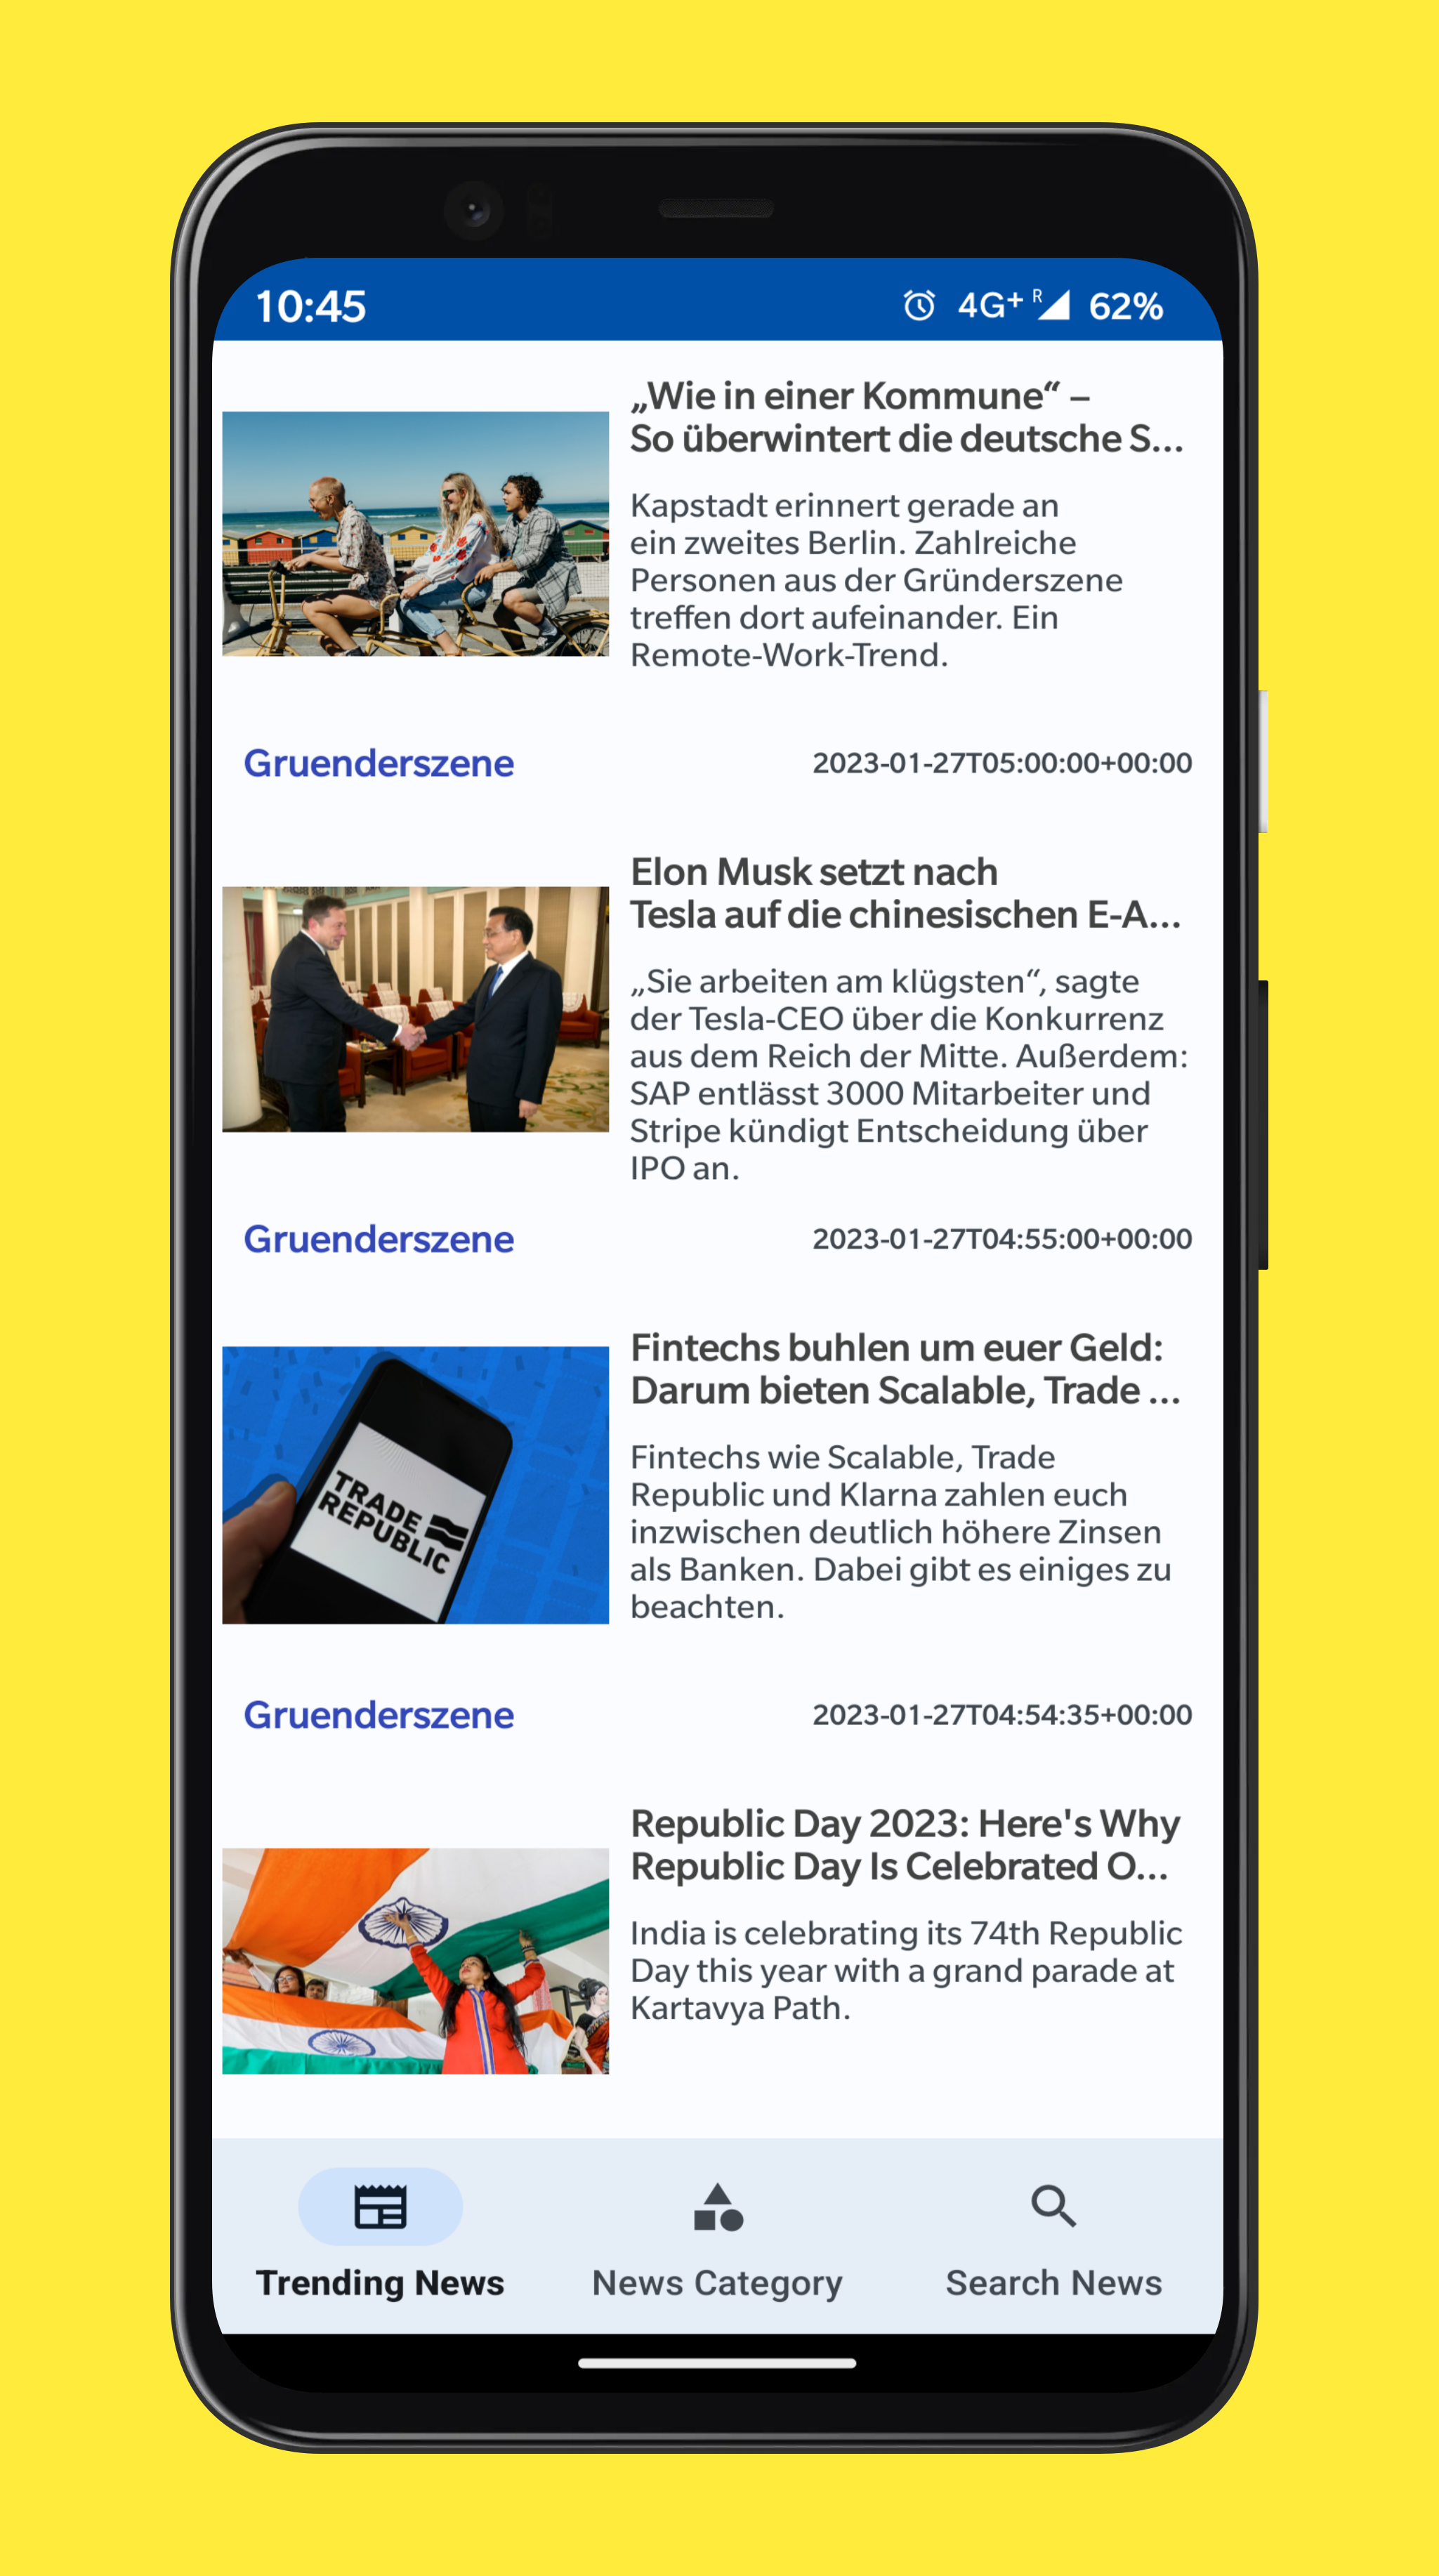 10:45
4G+ R 62%
„Wie in einer Kommune“ –
So überwintert die deutsche S...
Kapstadt erinnert gerade an
ein zweites Berlin. Zahlreiche
Personen aus der Gründerszene
treffen dort aufeinander. Ein
Remote-Work-Trend.
Gruenderszene
2023-01-27T05:00:00+00:00
Elon Musk setzt nach
Tesla auf die chinesischen E-A...
„Sie arbeiten am klügsten“, sagte
der Tesla-CEO über die Konkurrenz
aus dem Reich der Mitte. Außerdem:
SAP entlässt 3000 Mitarbeiter und
Stripe kündigt Entscheidung über
IPO an.
Gruenderszene
2023-01-27T04:55:00+00:00
TRADE
REPUBLIC
Fintechs buhlen um euer Geld:
Darum bieten Scalable, Trade ...
Fintechs wie Scalable, Trade
Republic und Klarna zahlen euch
inzwischen deutlich höhere Zinsen
als Banken. Dabei gibt es einiges zu
beachten.
Gruenderszene
2023-01-27T04:54:35+00:00
Republic Day 2023: Here's Why
Republic Day Is Celebrated O...
India is celebrating its 74th Republic
Day this year with a grand parade at
Kartavya Path.
Trending News
News Category
Search News